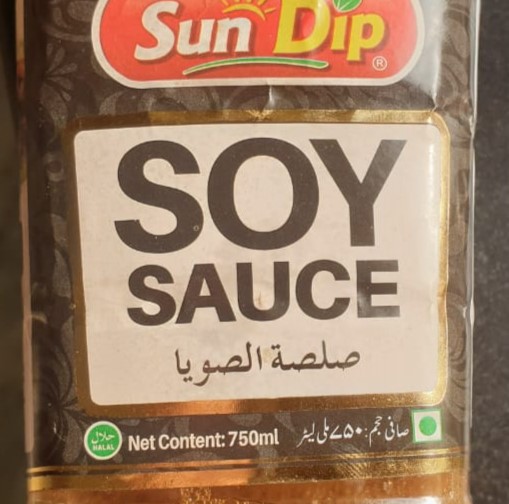 Sun Dip ®
SOY
SAUCE
صلصة الصويا
حلال
HALAL
Net Content: 750ml
صافی حجم: ۷۵۰ ملی لیٹر